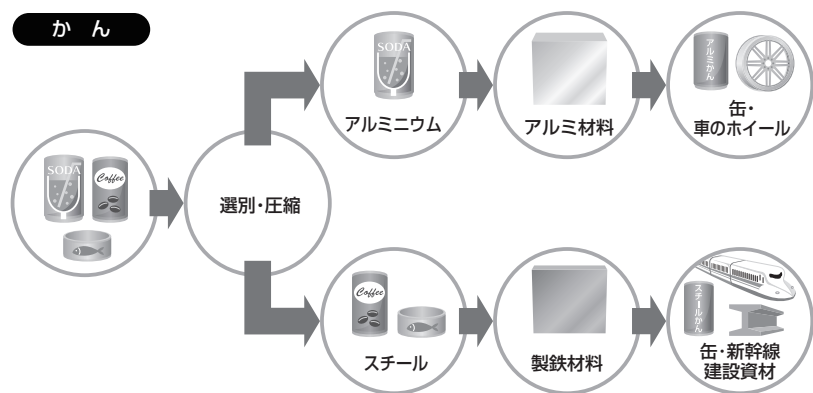 かん
SODA
Coffee
選別・圧縮
SODA
アルミニウム
アルミ材料
アルミかん
缶・
車のホイール
Coffee
スチール
製鉄材料
スチールかん
缶・新幹線
建設資材